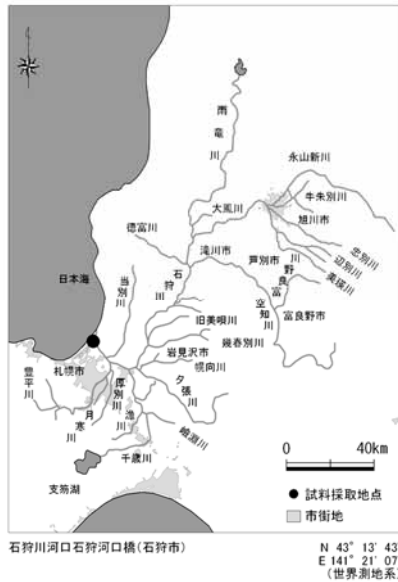 雨竜川
永山新川
牛朱別川
大鳳川
旭川市
徳富川
忠別川
滝川市
辺別川
芦別市
美瑛川
石狩川
富良野川
日本海
当別川
空知川
旧美唄川
富良野市
幾春別川
岩見沢市
幌向川
札幌市
豊平川
厚別川
夕張川
月寒川
漁川
嶮淵川
千歳川
支笏湖
0 40km
試料採取地点
市街地
石狩川河口石狩河口橋(石狩市)
N 43° 13′ 43
E 141° 21′ 07
(世界測地系)